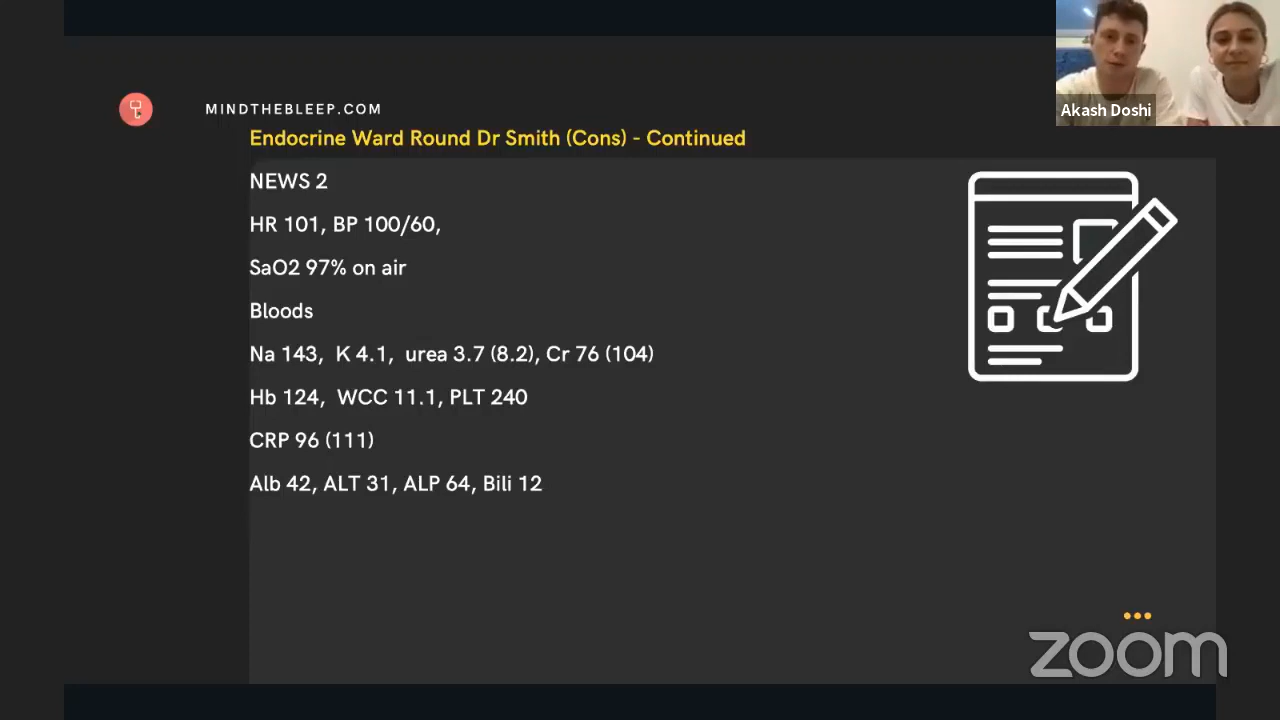 MINDTHEBLEEP.COM
Akash Doshi
Endocrine Ward Round Dr Smith (Cons) - Continued
NEWS 2
HR 101, BP 100/60,
SaO2 97% on air
Bloods
Na 143, K 4.1, urea 3.7 (8.2), Cr 76 (104)
Hb 124, WCC 11.1, PLT 240
CRP 96 (111)
Alb 42, ALT 31, ALP 64, Bili 12
zoom